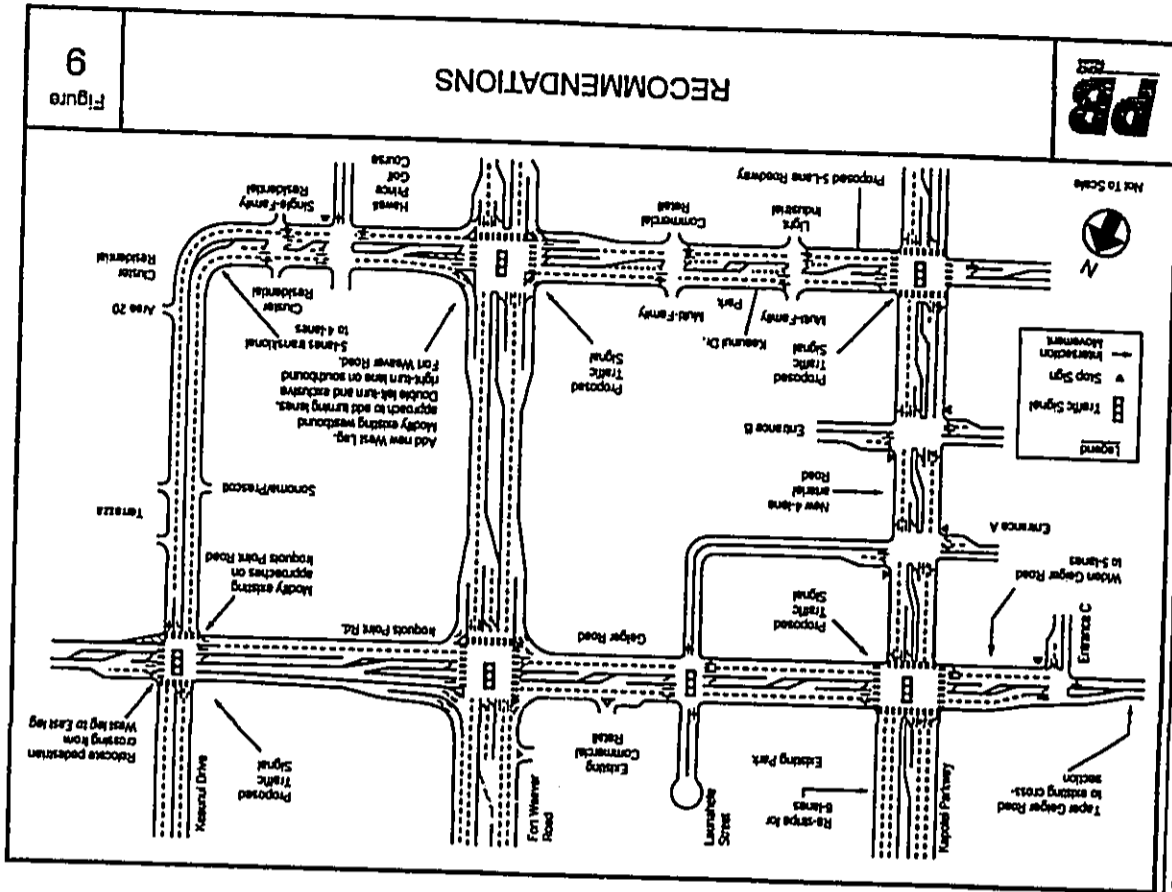 Taper Geiger Road
to existing cross-
section
Kapolei Parkway
Re-stripe for
6-lanes
Existing Park
Street
Existing
Commercial
Retail
Fort Weaver
Road
Proposed
Traffic
Signal
Keaunui Drive
Relocate pedestrian
crossing from
West leg to East leg
Entrance C
Widen Geiger Road
to 5-lanes
Proposed
Traffic
Signal
Geiger Road
Iroquois Point Rd.
Modify existing
approaches on
Iroquois Point Road
Entrance A
New 4-lane
arterial
Road
Entrance B
Terrazza
Sonoma/Prescott
Legend
Traffic Signal
Stop Sign
Intersection
Movement
Proposed
Traffic
Signal
Multi-Family
Keaunui Dr.
Park
Multi-Family
Proposed
Traffic
Signal
Add new West Leg.
Modify existing westbound
approach to add turning lanes.
Double left-turn and exclusive
right-turn lane on southbound
Fort Weaver Road.
5-lanes transitional
to 4-lanes
Cluster
Residential
Area 20
Cluster
Residential
N
Not To Scale
Proposed 5-Lane Roadway
Light
Industrial
Commercial
Retail
Hawaii
Prince
Golf
Course
Single-Family
Residential
PB
RECOMMENDATIONS
Figure
9